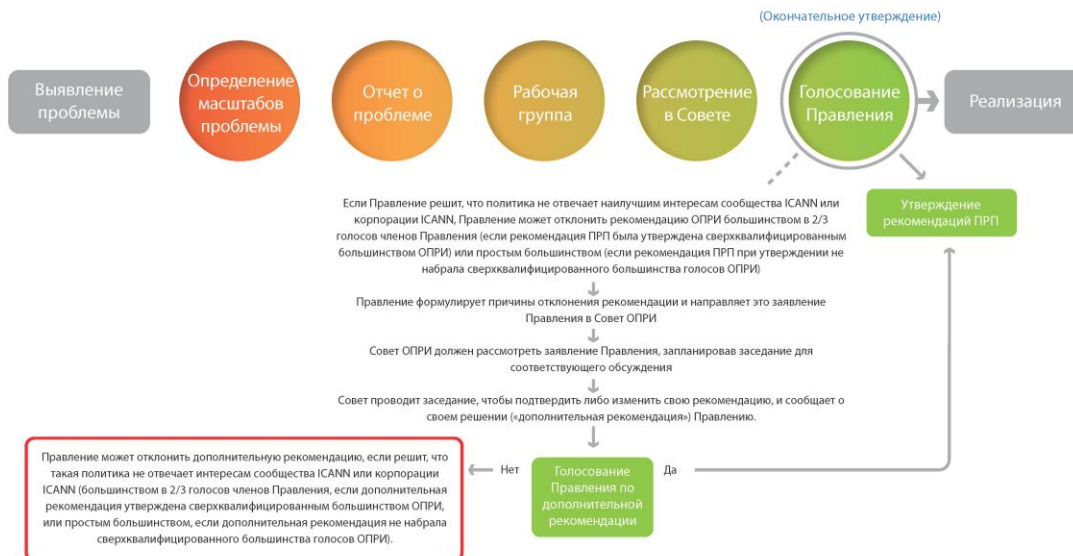 (Окончательное утверждение)
Выявление
проблемы
Определение
масштабов
проблемы
Отчет о
проблеме
Рабочая
группа
Рассмотрение
в Совете
Голосование
Правления
Реализация
Если Правление решит, что политика не отвечает наилучшим интересам сообщества ICANN или
корпорации ICANN, Правление может отклонить рекомендацию ОПРИ большинством в 2/3
голосов членов Правления (если рекомендация ПРП была утверждена сверхквалифицированным
большинством ОПРИ) или простым большинством (если рекомендация ПРП при утверждении не
набрала сверхквалифицированного большинства голосов ОПРИ)
Утверждение
рекомендаций ПРП
Правление формулирует причины отклонения рекомендации и направляет это заявление
Правления в Совет ОПРИ
Совет ОПРИ должен рассмотреть заявление Правления, запланировав заседание для
соответствующего обсуждения
Совет проводит заседание, чтобы подтвердить либо изменить свою рекомендацию, и сообщает о
своем решении («дополнительная рекомендация») Правлению.
Правление может отклонить дополнительную рекомендацию, если решит, что
такая политика не отвечает интересам сообщества ICANN или корпорации
ICANN (большинством в 2/3 голосов членов Правления, если дополнительная
рекомендация утверждена сверхквалифицированным большинством ОПРИ,
или простым большинством, если дополнительная рекомендация не набрала
сверхквалифицированного большинства голосов ОПРИ).
Нет
Голосование
Правления по
дополнительной
рекомендации
Да